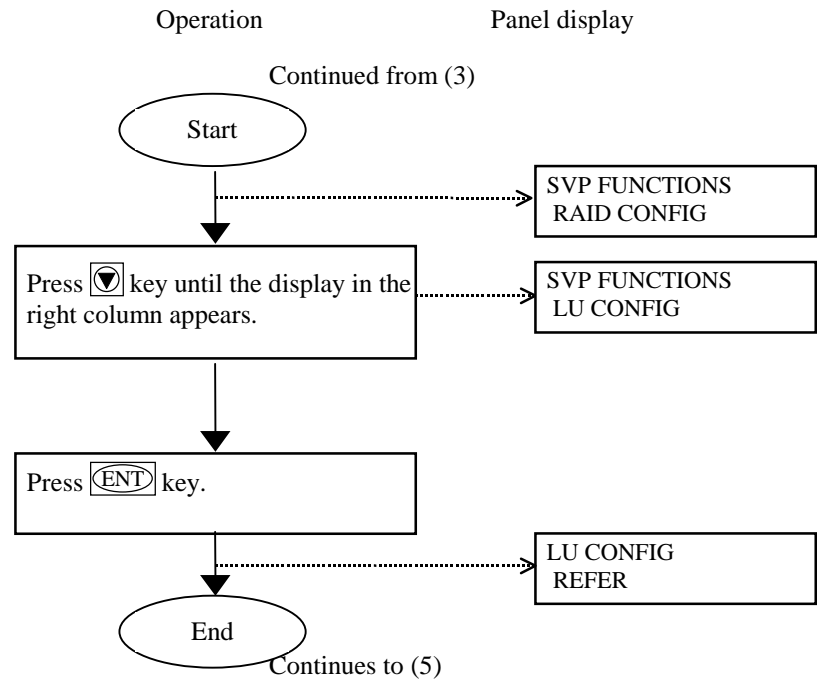 Operation Panel display
Continued from (3)
Start
SVP FUNCTIONS
RAID CONFIG
Press ▼ key until the display in the
right column appears.
SVP FUNCTIONS
LU CONFIG
Press ENT key.
LU CONFIG
REFER
End
Continues to (5)